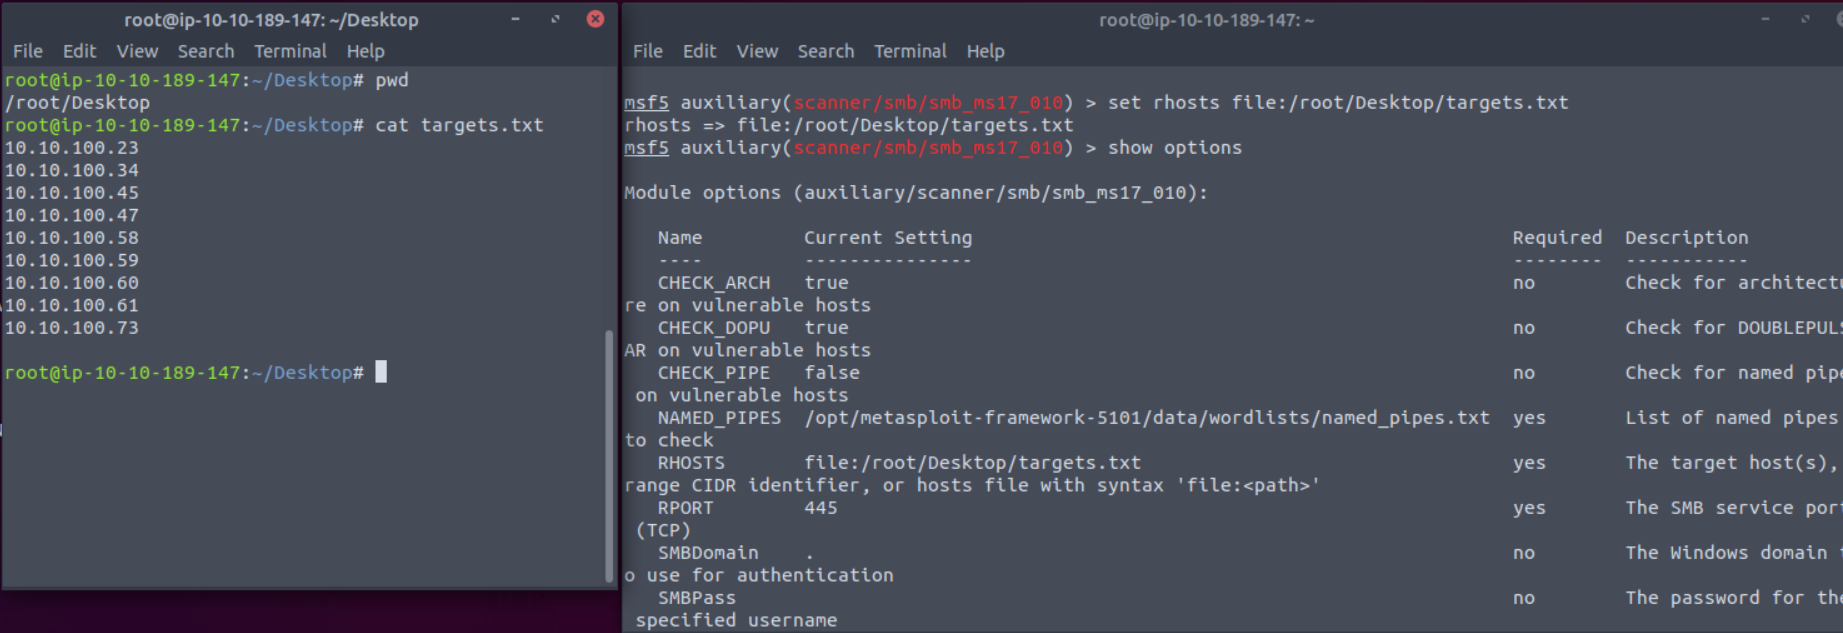 root@ip-10-10-189-147: ~/Desktop
File Edit View Search Terminal Help
root@ip-10-10-189-147:~/Desktop# pwd
/root/Desktop
root@ip-10-10-189-147:~/Desktop# cat targets.txt
10.10.100.23
10.10.100.34
10.10.100.45
10.10.100.47
10.10.100.58
10.10.100.59
10.10.100.60
10.10.100.61
10.10.100.73
root@ip-10-10-189-147:~/Desktop#
root@ip-10-10-189-147: ~
File Edit View Search Terminal Help
msf5 auxiliary(scanner/smb/smb_ms17_010) > set rhosts file:/root/Desktop/targets.txt
rhosts => file:/root/Desktop/targets.txt
msf5 auxiliary(scanner/smb/smb_ms17_010) > show options
Module options (auxiliary/scanner/smb/smb_ms17_010):
Name Current Setting Required Description
---- --------------- -------- -----------
CHECK_ARCH true no Check for architectu
re on vulnerable hosts
CHECK_DOPU true no Check for DOUBLEPULS
AR on vulnerable hosts
CHECK_PIPE false no Check for named pipe
on vulnerable hosts
NAMED_PIPES /opt/metasploit-framework-5101/data/wordlists/named_pipes.txt yes List of named pipes
to check
RHOSTS file:/root/Desktop/targets.txt yes The target host(s),
range CIDR identifier, or hosts file with syntax 'file:<path>'
RPORT 445 yes The SMB service port
(TCP)
SMBDomain . no The Windows domain t
o use for authentication
SMBPass no The password for the
specified username